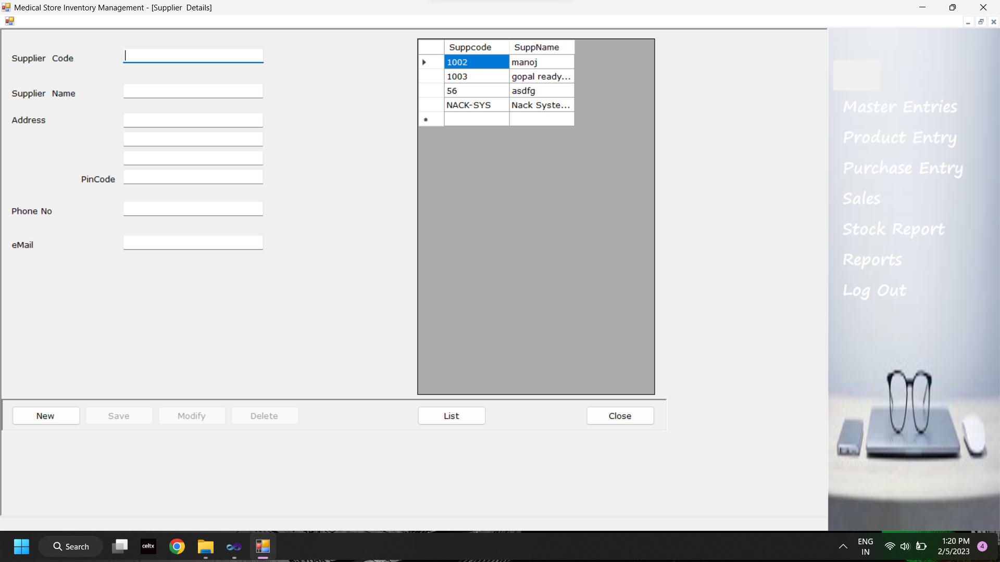 Medical Store Inventory Management - [Supplier  Details]
Supplier  Code
Supplier  Name
Address
PinCode
Phone No
eMail
Suppcode SuppName
1002 manoj
1003 gopal ready...
56 asdfg
NACK-SYS Nack Syste...
New Save Modify Delete List Close
Master Entries
Product Entry
Purchase Entry
Sales
Stock Report
Reports
Log Out
Search
celtx
ENG
IN
1:20 PM
2/5/2023
4